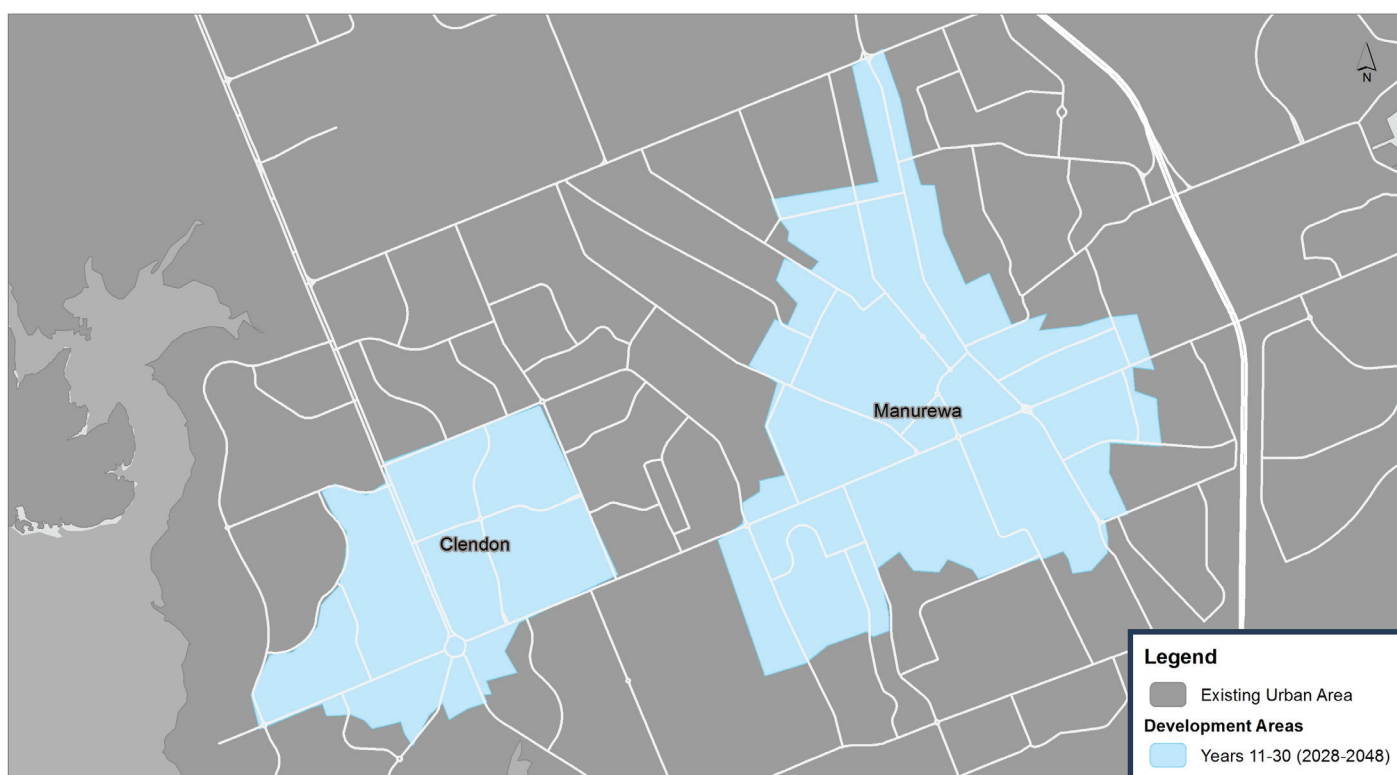 N
Manurewa
Clendon
Legend
Existing Urban Area
Development Areas
Years 11-30 (2028-2048)